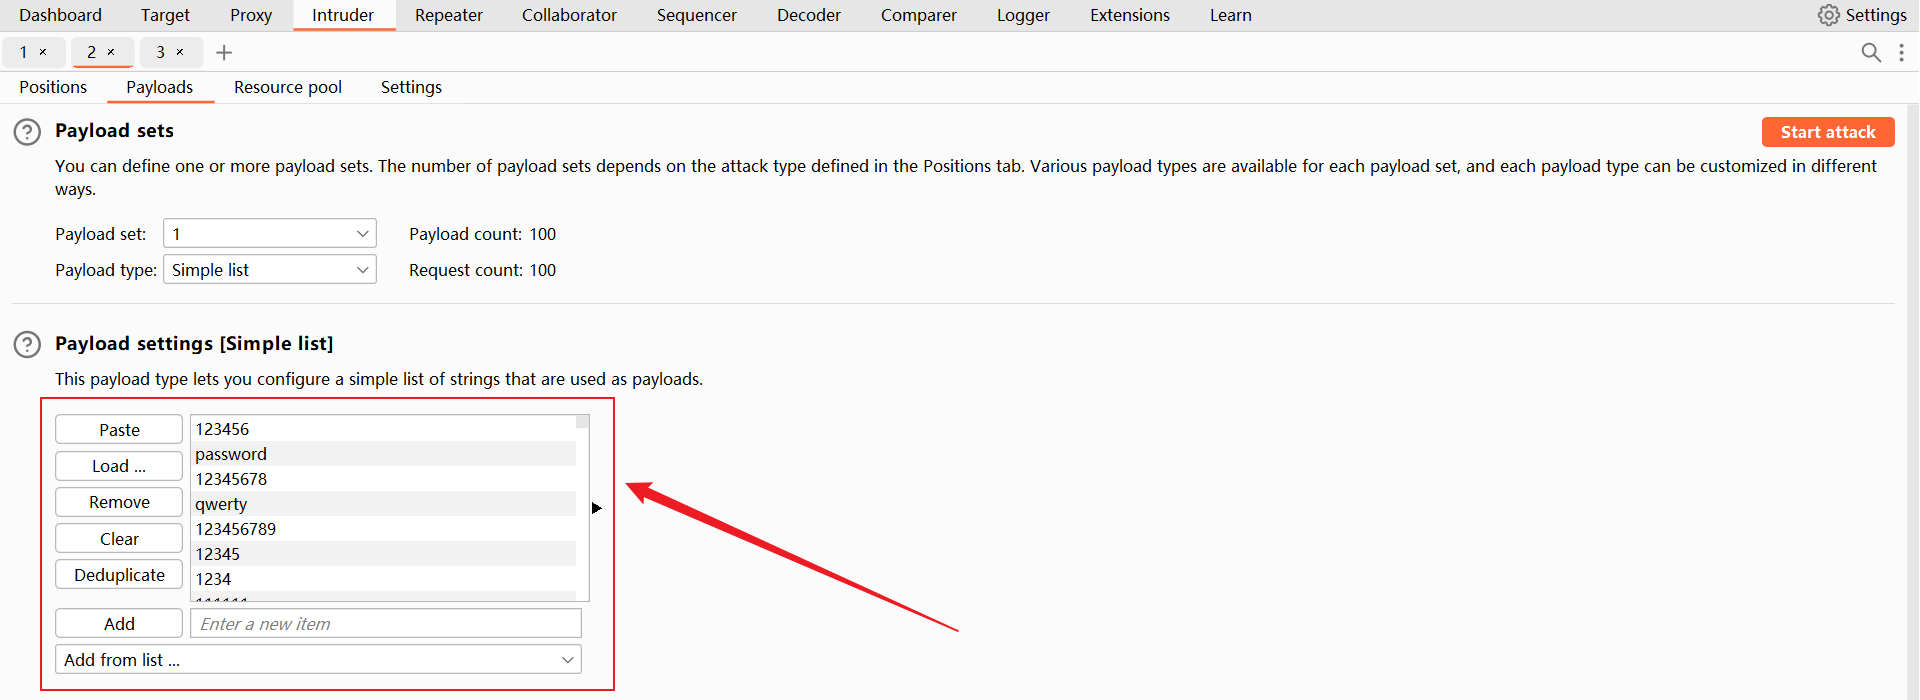 Dashboard Target Proxy Intruder Repeater Collaborator Sequencer Decoder Comparer Logger Extensions Learn Settings
1 × 2 × 3 × +
Positions Payloads Resource pool Settings
? Payload sets Start attack
You can define one or more payload sets. The number of payload sets depends on the attack type defined in the Positions tab. Various payload types are available for each payload set, and each payload type can be customized in different
ways.
Payload set: 1 Payload count: 100
Payload type: Simple list Request count: 100
? Payload settings [Simple list]
This payload type lets you configure a simple list of strings that are used as payloads.
Paste 123456
password
Load ... 12345678
Remove qwerty
123456789
Clear 12345
Deduplicate 1234
Add Enter a new item
Add from list ...